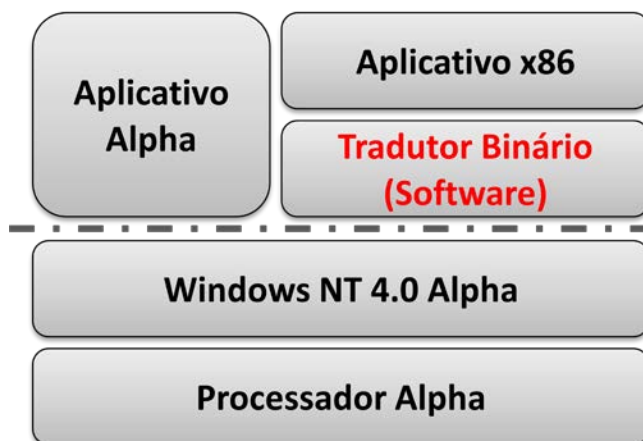 Aplicativo
Alpha
Aplicativo x86
Tradutor Binário
(Software)
Windows NT 4.0 Alpha
Processador Alpha